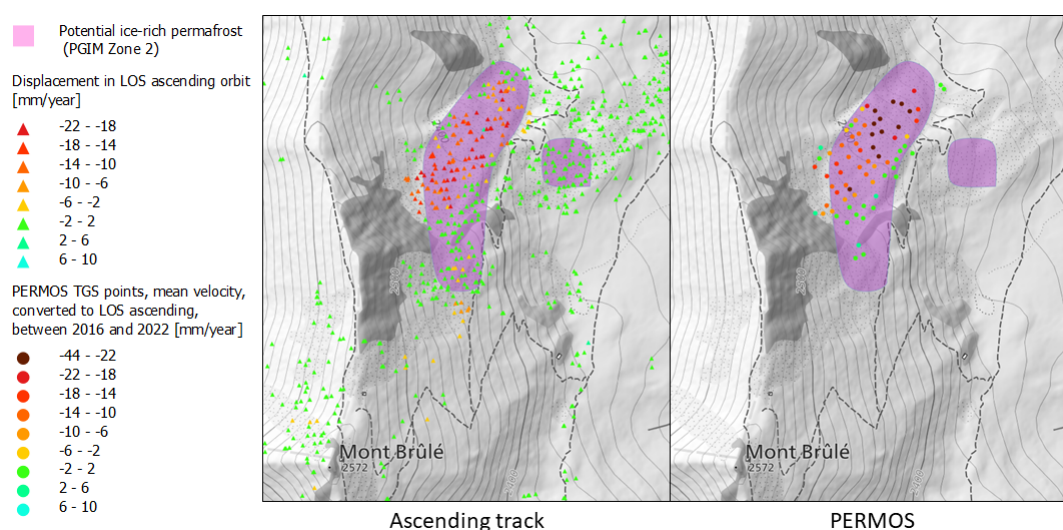 Potential ice-rich permafrost
(PGIM Zone 2)
Displacement in LOS ascending orbit
[mm/year]
-22 - -18
-18 - -14
-14 - -10
-10 - -6
-6 - -2
-2 - 2
2 - 6
6 - 10
PERMOS TGS points, mean velocity,
converted to LOS ascending,
between 2016 and 2022 [mm/year]
-44 - -22
-22 - -18
-18 - -14
-14 - -10
-10 - -6
-6 - -2
-2 - 2
2 - 6
6 - 10
Mont Brûlé
2572
Mont Brûlé
2572
Ascending track
PERMOS